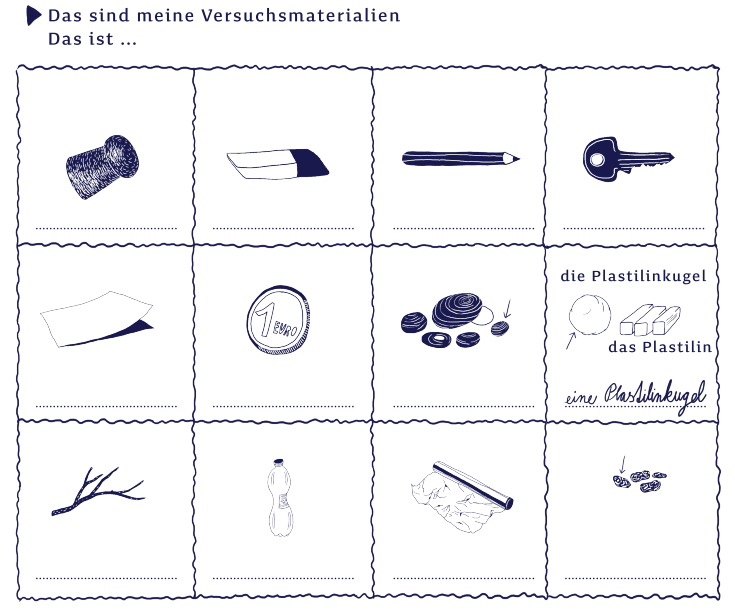 Das sind meine Versuchsmaterialien
Das ist ...
1 EURO
die Plastilinkugel
das Plastilin
eine Plastilinkugel